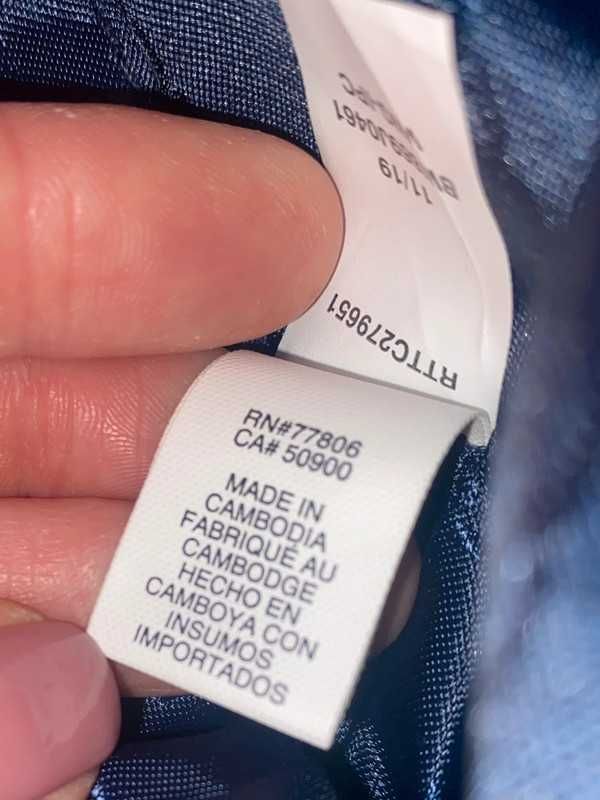 11/19
RTTC279651
RN#77806
CA# 50900
MADE IN
CAMBODIA
FABRIQUÉ AU
CAMBODGE
HECHO EN
CAMBOYA CON
INSUMOS
IMPORTADOS